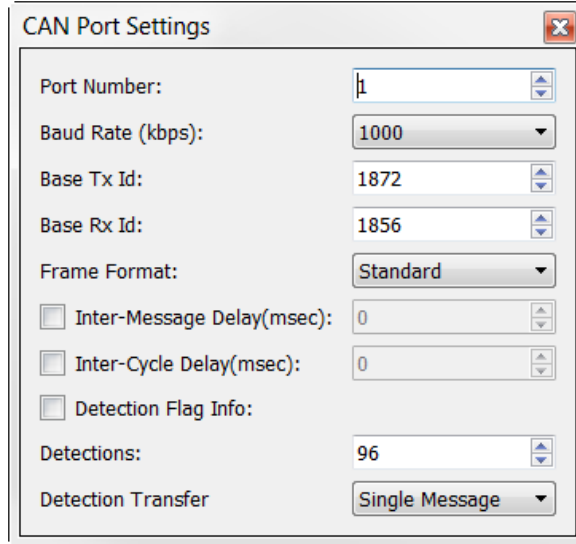 CAN Port Settings
Port Number: 1
Baud Rate (kbps): 1000
Base Tx Id: 1872
Base Rx Id: 1856
Frame Format: Standard
Inter-Message Delay(msec): 0
Inter-Cycle Delay(msec): 0
Detection Flag Info:
Detections: 96
Detection Transfer Single Message